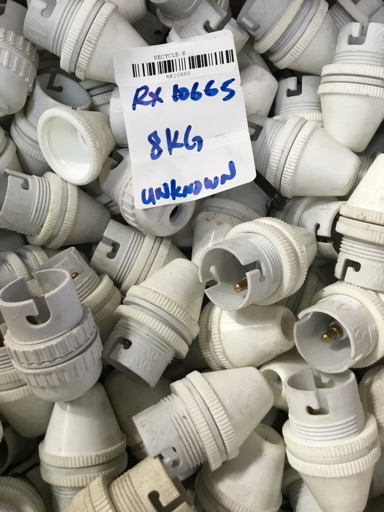 RECYCLE-X
RX10665
RX 10665
8KG
UNKNOWN